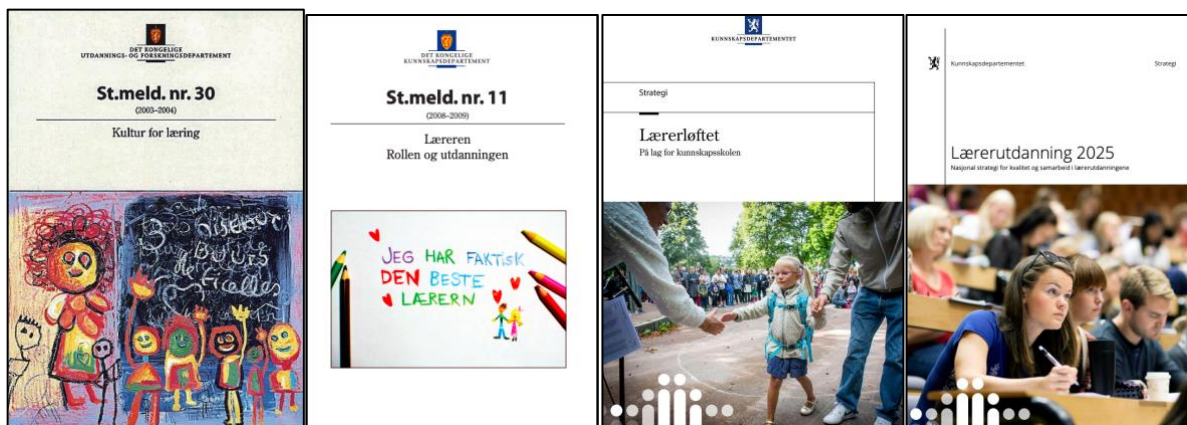 DET KONGELIGE
UTDANNINGS- OG FORSKNINGSDEPARTEMENT
St.meld. nr. 30
(2003–2004)
Kultur for læring
DET KONGELIGE
KUNNSKAPSDEPARTEMENT
St.meld. nr. 11
(2008–2009)
Læreren
Rollen og utdanningen
JEG HAR FAKTISK
DEN BESTE
LÆRERN
KUNNSKAPSDEPARTEMENTET
Strategi
Lærerløftet
På lag for kunnskapsskolen
Kunnskapsdepartementet
Strategi
Lærerutdanning 2025
Nasjonal strategi for kvalitet og samarbeid i lærerutdanningene